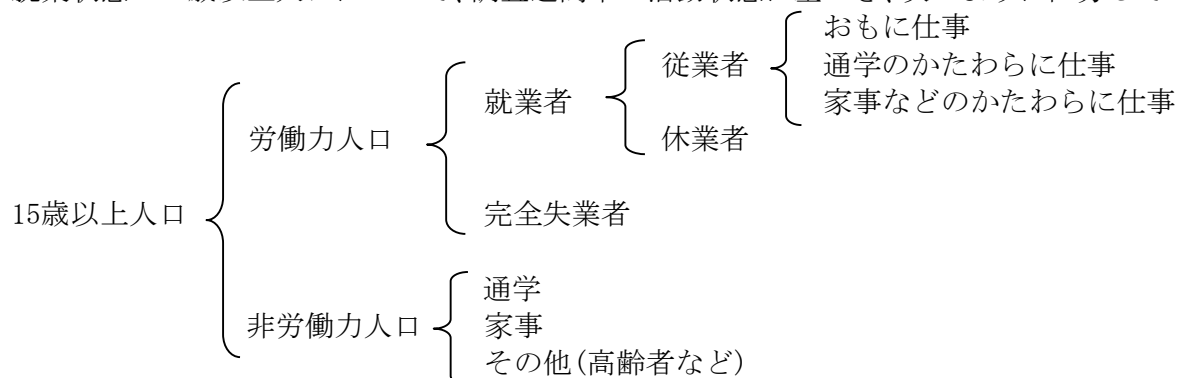 おもに仕事
従業者
通学のかたわらに仕事
就業者
家事などのかたわらに仕事
労働力人口
休業者
15歳以上人口
完全失業者
通学
非労働力人口
家事
その他(高齢者など)